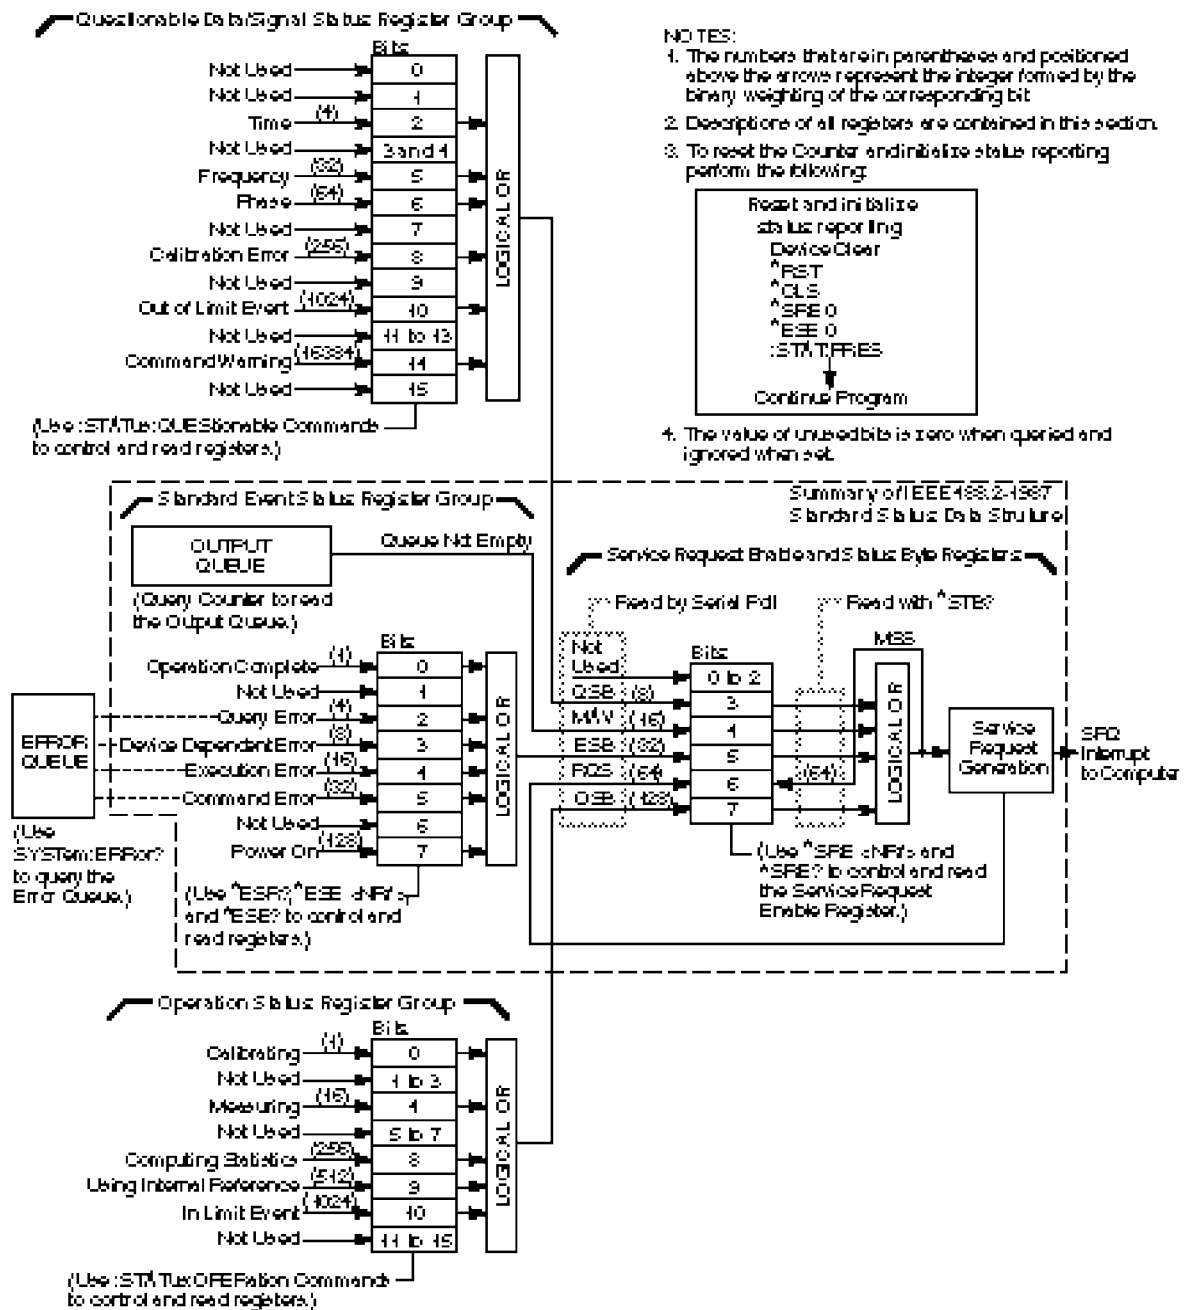 Questionable Data/Signal Status Register Group
Bits
Not Used 0
Not Used 1
Time (4) 2
Not Used 3 and 4
Frequency (32) 5
Phase (64) 6
Not Used 7
Calibration Error (256) 8
Not Used 9
Out of Limit Event (1024) 10
Not Used 11 to 13
Command Warning (16384) 14
Not Used 15
LOGICAL OR
(Use :STATus:QUEStionable Commands
to control and read registers.)
NOTES:
1. The numbers that are in parentheses and positioned
above the arrows represent the integer formed by the
binary weighting of the corresponding bit.
2. Descriptions of all registers are contained in this section.
3. To reset the Counter and initialize status reporting
perform the following:
Reset and initialize
status reporting
Device Clear
*RST
*CLS
*SRE 0
*ESE 0
:STAT:PRES
Continue Program
4. The value of unused bits is zero when queried and
ignored when set.
Summary of IEEE 488.2-1987
Standard Status Data Struture
Standard Event Status Register Group
OUTPUT
QUEUE
Queue Not Empty
(Query Counter to read
the Output Queue.)
Bits
Operation Complete (1) 0
Not Used 1
Query Error (4) 2
Device Dependent Error (8) 3
Execution Error (16) 4
Command Error (32) 5
Not Used 6
Power On (128) 7
LOGICAL OR
ERROR
QUEUE
(Use
SYSTem:ERRor?
to query the
Error Queue.)
(Use *ESR?, *ESE <NRf>,
and *ESE? to control and
read registers.)
Service Request Enable and Status Byte Registers
Read by Serial Poll
Read with *STB?
MSS
Bits
Not
Used 0 to 2
QSB (8) 3
MAV (16) 4
ESB (32) 5
RQS (64) 6 (64)
OSB (128) 7
LOGICAL OR
Service
Request
Generation
SRQ
Interrupt
to Computer
(Use *SRE <NRf> and
*SRE? to control and read
the Service Request
Enable Register.)
Operation Status Register Group
Bits
Calibrating (1) 0
Not Used 1 to 3
Measuring (16) 4
Not Used 5 to 7
Computing Statistics (256) 8
Using Internal Reference (512) 9
In Limit Event (1024) 10
Not Used 11 to 15
LOGICAL OR
(Use :STATus:OPERation Commands
to control and read registers.)